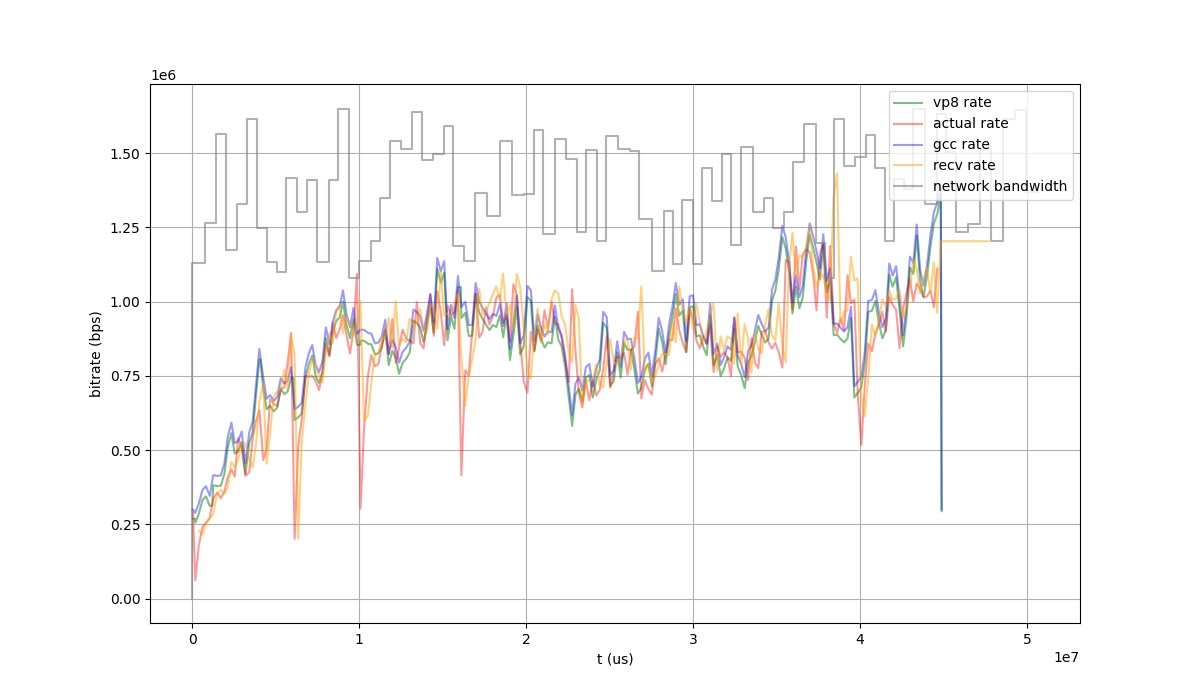 1e6
1.50
1.25
1.00
0.75
0.50
0.25
0.00
bitrate (bps)
vp8 rate
actual rate
gcc rate
recv rate
network bandwidth
0 1 2 3 4 5
t (us)
1e7